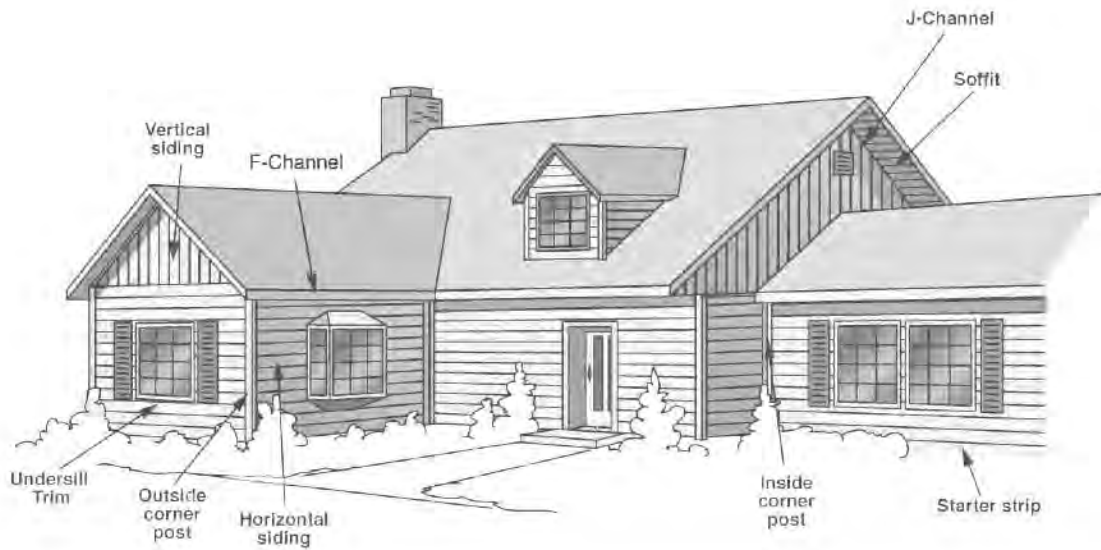 J-Channel
Soffit
Vertical
siding
F-Channel
Undersill
Trim
Outside
corner
post
Horizontal
siding
Inside
corner
post
Starter strip